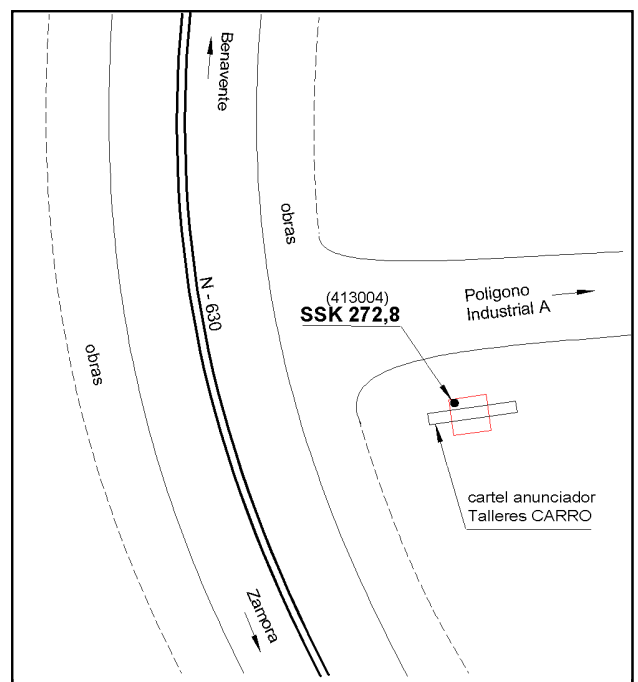 Benavente
obras
N - 630
(413004)
SSK 272,8
Poligono
Industrial A
obras
cartel anunciador
Talleres CARRO
Zamora